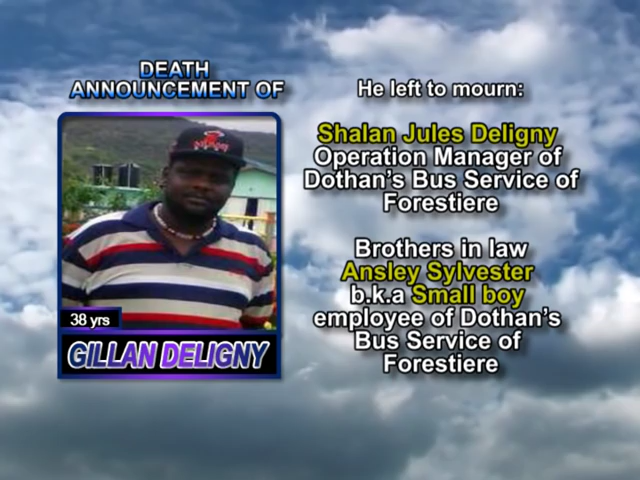 DEATH
ANNOUNCEMENT OF
38 yrs
GILLAN DELIGNY
He left to mourn:
Shalan Jules Deligny
Operation Manager of
Dothan's Bus Service of
Forestiere
Brothers in law
Ansley Sylvester
b.k.a Small boy
employee of Dothan's
Bus Service of
Forestiere